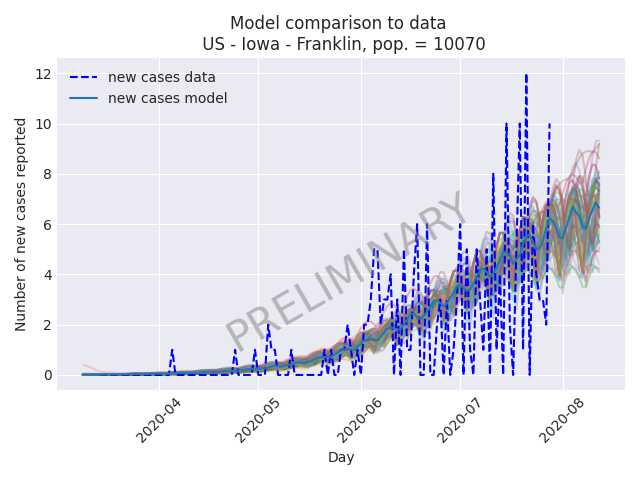 Model comparison to data
US - Iowa - Franklin, pop. = 10070
new cases data
new cases model
PRELIMINARY
Number of new cases reported
12
10
8
6
4
2
0
2020-04
2020-05
2020-06
2020-07
2020-08
Day